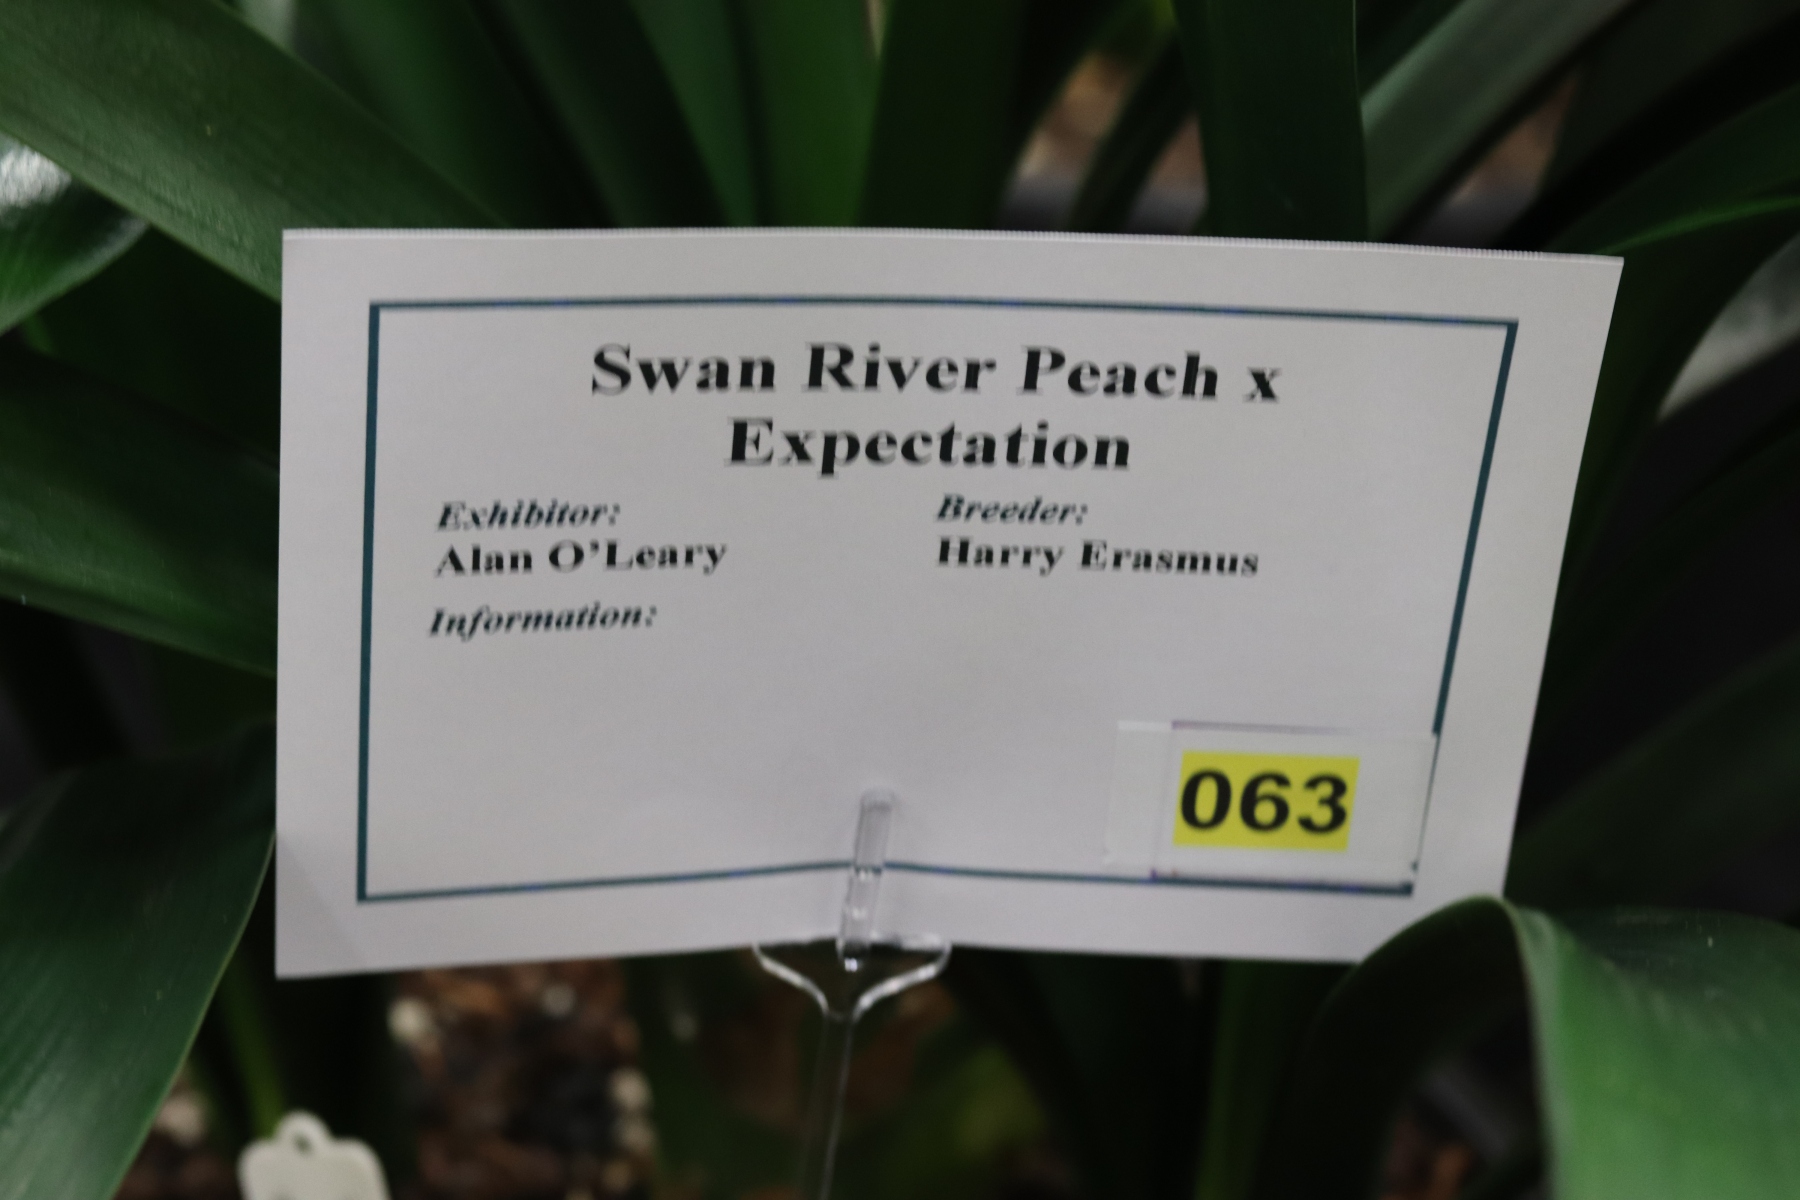 Swan River Peach x
Expectation
Exhibitor:
Breeder:
Alan O'Leary
Harry Erasmus
Information:
063